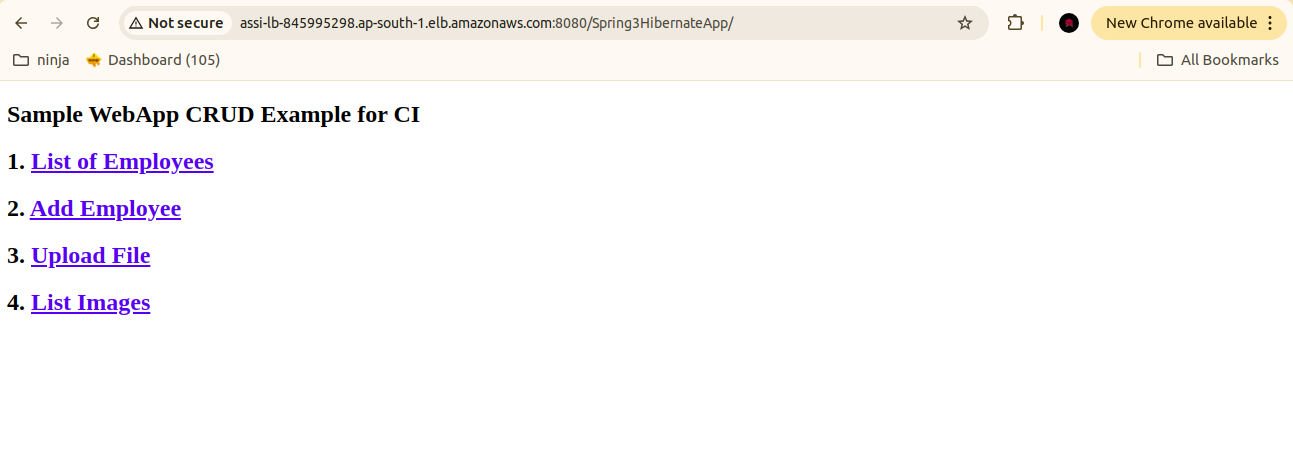 Not secure assi-lb-845995298.ap-south-1.elb.amazonaws.com:8080/Spring3HibernateApp/ New Chrome available
ninja Dashboard (105) All Bookmarks
Sample WebApp CRUD Example for CI
1. List of Employees
2. Add Employee
3. Upload File
4. List Images